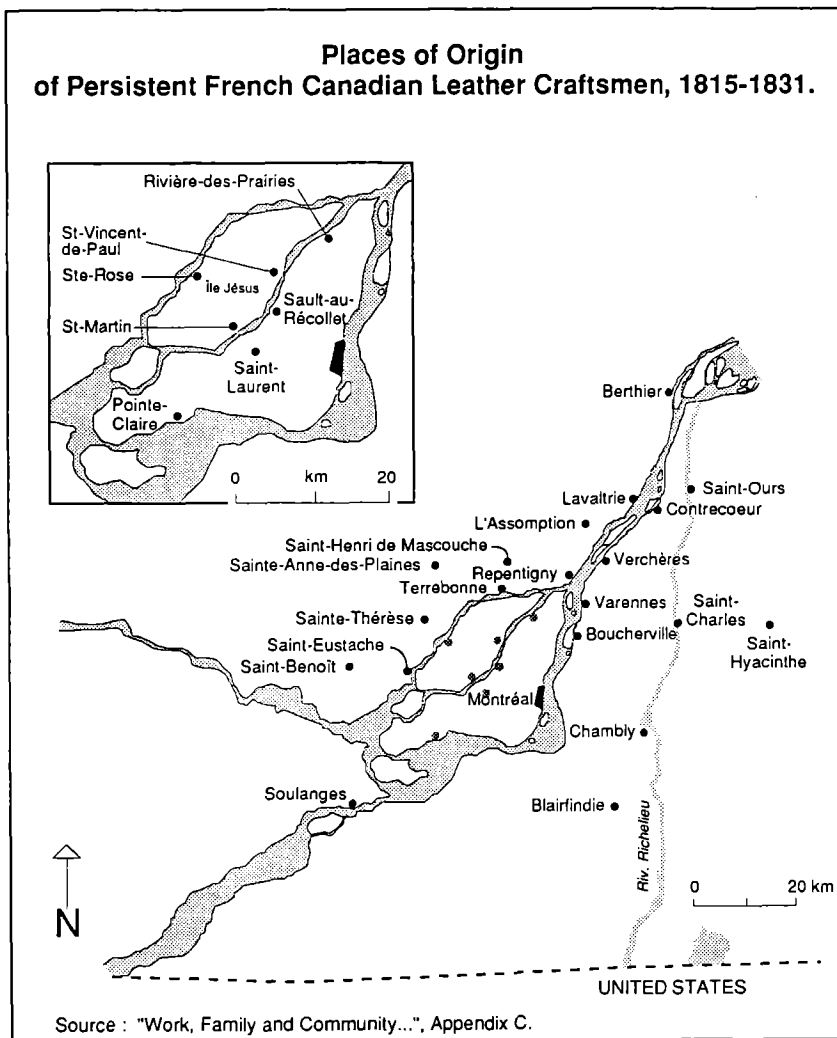 Places of Origin
of Persistent French Canadian Leather Craftsmen, 1815-1831.
Rivière-des-Prairies
St-Vincent-
de-Paul
Ste-Rose
Île Jésus
Sault-au-
Récollet
St-Martin
Saint-
Laurent
Pointe-
Claire
0 km 20
Berthier
Lavaltrie
Saint-Ours
Contrecoeur
L'Assomption
Saint-Henri de Mascouche
Sainte-Anne-des-Plaines
Repentigny
Verchères
Terrebonne
Varennes
Saint-
Charles
Sainte-Thérèse
Boucherville
Saint-
Hyacinthe
Saint-Eustache
Saint-Benoît
Montréal
Chambly
Soulanges
Blairfindie
Riv. Richelieu
0 20 km
N
UNITED STATES
Source : "Work, Family and Community...", Appendix C.